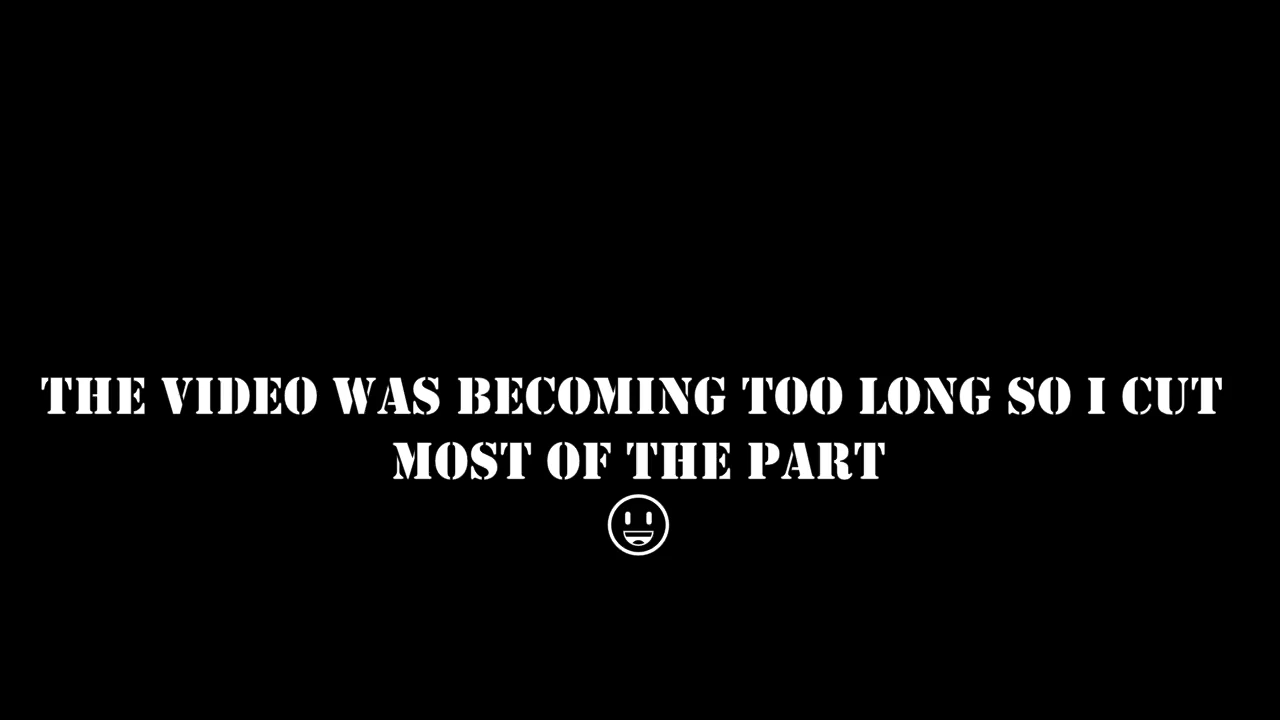 THE VIDEO WAS BECOMING TOO LONG SO I CUT
MOST OF THE PART
😃